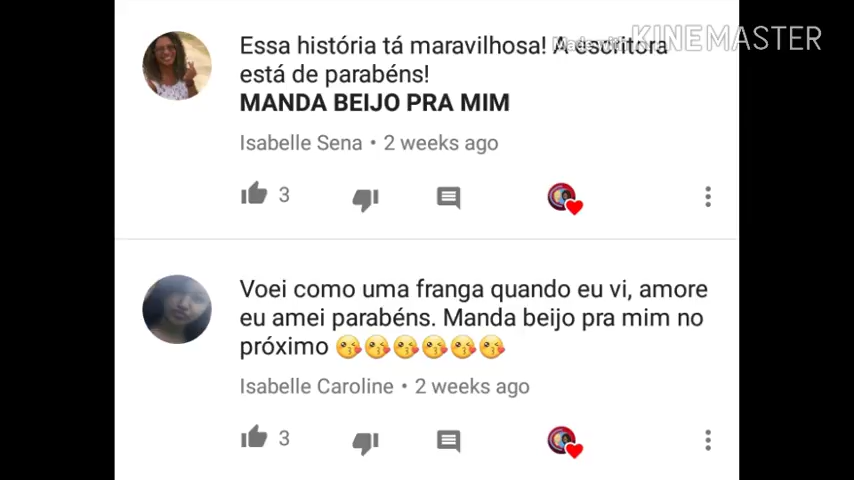 Essa história tá maravilhosa! A escritora
está de parabéns!
MANDA BEIJO PRA MIM
Isabelle Sena • 2 weeks ago
3
Voei como uma franga quando eu vi, amore
eu amei parabéns. Manda beijo pra mim no
próximo 😘😘😘😘😘😘
Isabelle Caroline • 2 weeks ago
3
Made with KINEMASTER